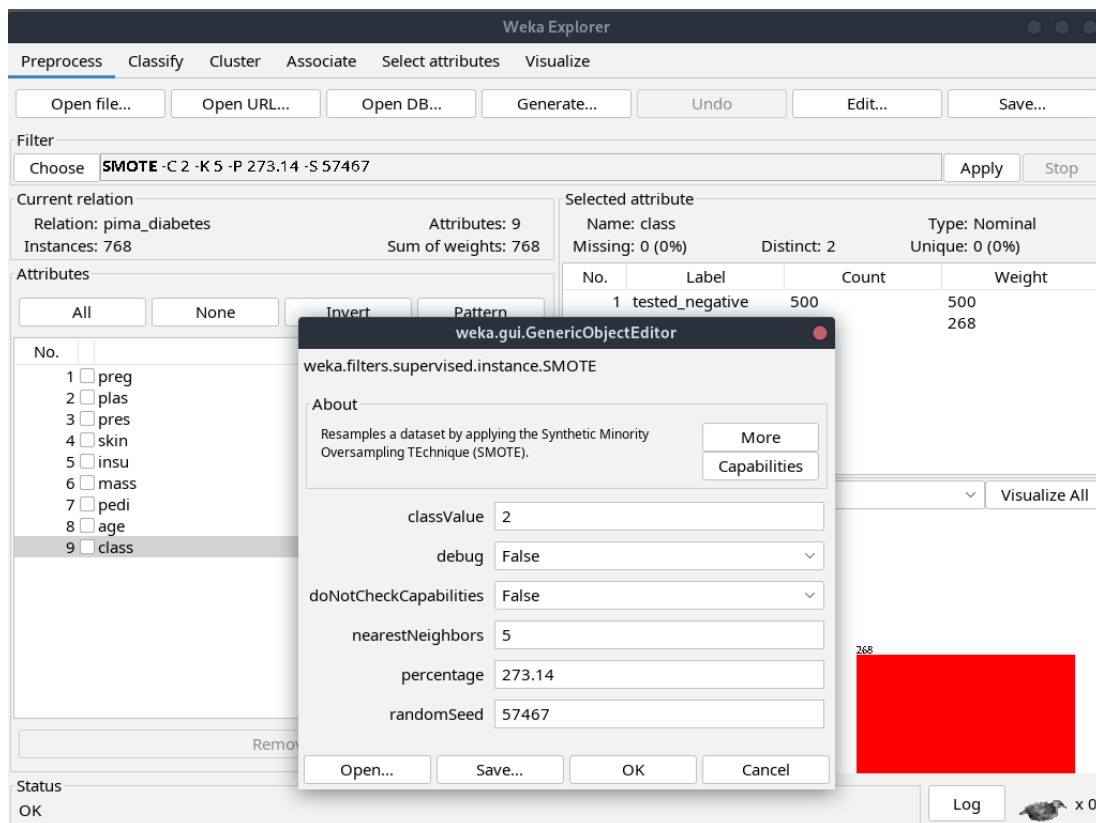 Weka Explorer
Preprocess Classify Cluster Associate Select attributes Visualize
Open file... Open URL... Open DB... Generate... Undo Edit... Save...
Filter
Choose SMOTE -C 2 -K 5 -P 273.14 -S 57467 Apply Stop
Current relation
Relation: pima_diabetes Attributes: 9
Instances: 768 Sum of weights: 768
Selected attribute
Name: class Type: Nominal
Missing: 0 (0%) Distinct: 2 Unique: 0 (0%)
No. Label Count Weight
1 tested_negative 500 500
268
Attributes
All None Invert Pattern
No.
1 preg
2 plas
3 pres
4 skin
5 insu
6 mass
7 pedi
8 age
9 class
Remov
weka.gui.GenericObjectEditor
weka.filters.supervised.instance.SMOTE
About
Resamples a dataset by applying the Synthetic Minority
Oversampling TEchnique (SMOTE).
More
Capabilities
classValue 2
debug False
doNotCheckCapabilities False
nearestNeighbors 5
percentage 273.14
randomSeed 57467
Open... Save... OK Cancel
Visualize All
268
Status
OK
Log x 0